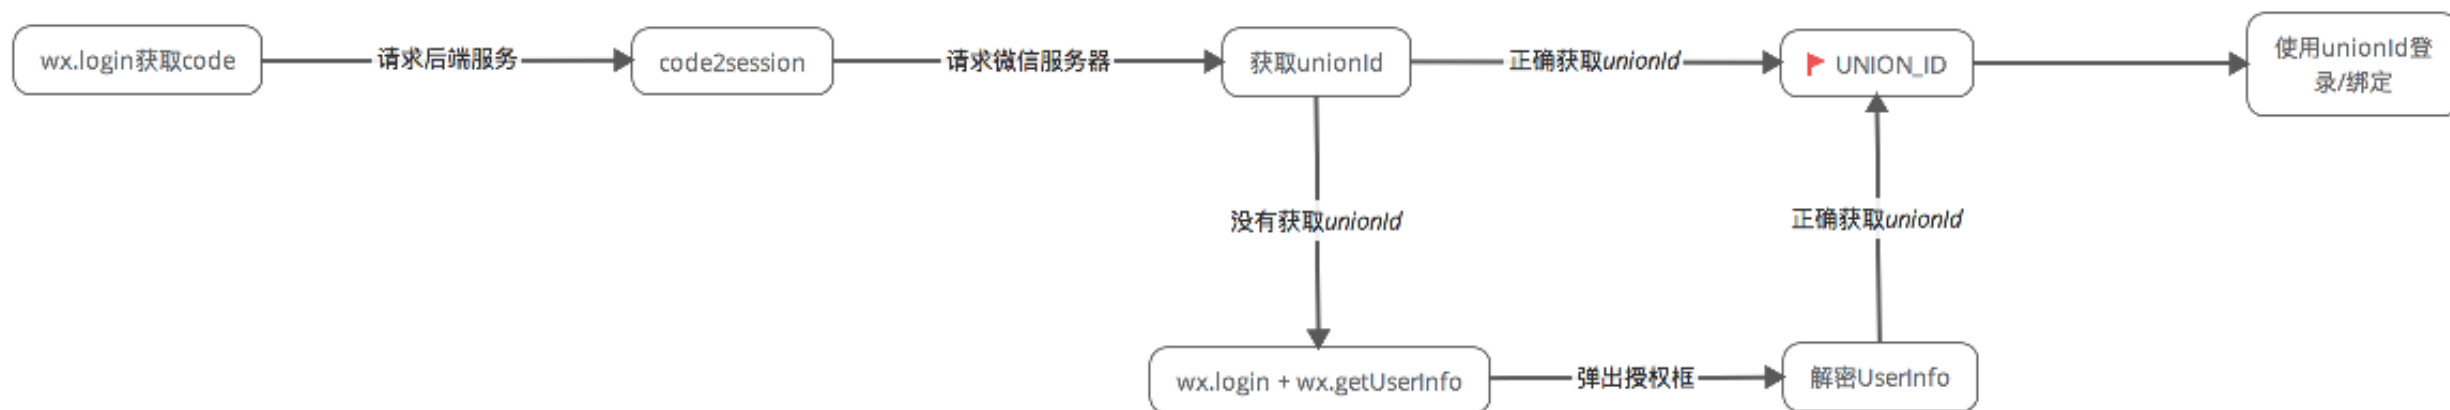 wx.login获取code
请求后端服务
code2session
请求微信服务器
获取unionId
正确获取unionId
UNION_ID
使用unionId登
录/绑定
没有获取unionId
正确获取unionId
wx.login + wx.getUserInfo
弹出授权框
解密UserInfo